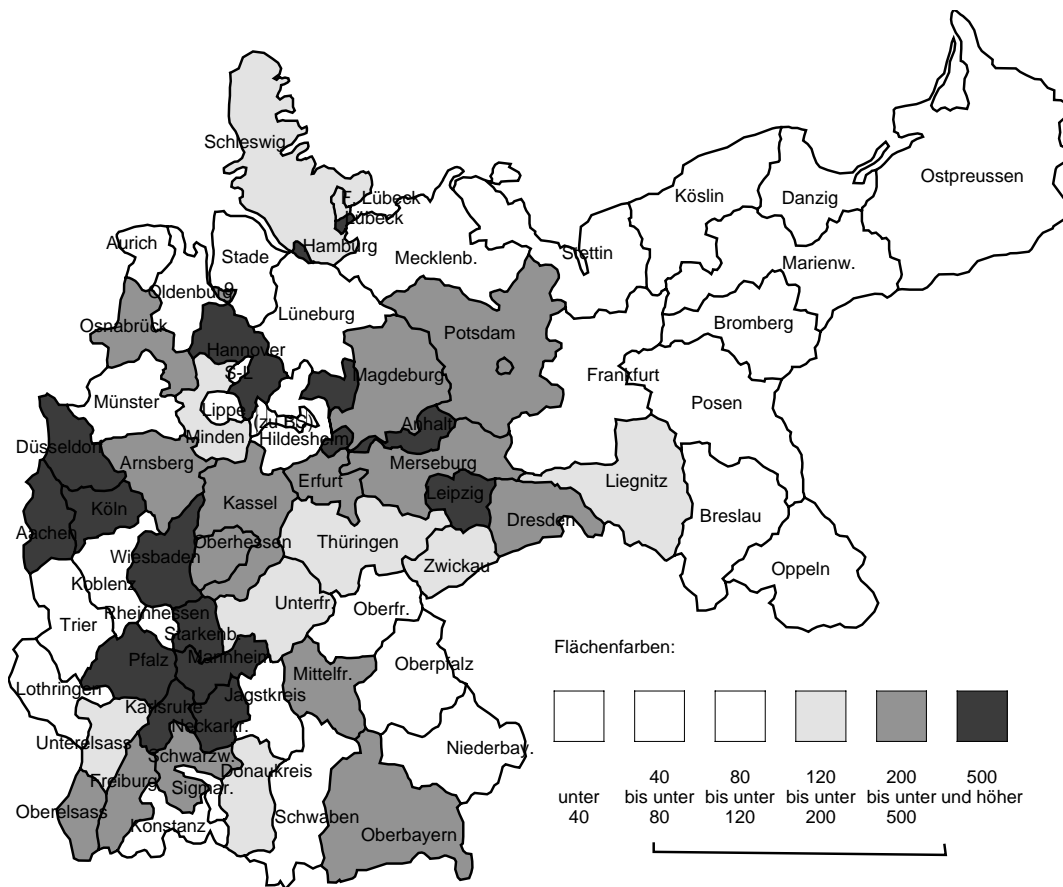 Schleswig
F. Lübeck
Lübeck
Hamburg
Ostpreussen
Köslin
Danzig
Stettin
Marienw.
Mecklenb.
Aurich
Stade
Oldenburg
Lüneburg
Osnabrück
Potsdam
Bromberg
Hannover
S-L
Magdeburg
Frankfurt
Posen
Münster
Lippe
(zu BS)
Anhalt
Minden
Hildesheim
Düsseldorf
Arnsberg
Merseburg
Erfurt
Liegnitz
Leipzig
Kassel
Köln
Dresden
Breslau
Aachen
Wiesbaden
Oberhessen
Thüringen
Zwickau
Oppeln
Koblenz
Unterfr.
Oberfr.
Rheinhessen
Trier
Starkenb.
Pfalz
Mannheim
Mittelfr.
Oberpfalz
Lothringen
Jagstkreis
Karlsruhe
Neckarkr.
Unterelsass
Schwarzw.
Niederbay.
Donaukreis
Freiburg
Sigmar.
Oberelsass
Konstanz
Schwaben
Oberbayern
Flächenfarben:
40 80 120 200 500
unter bis unter bis unter bis unter bis unter und höher
40 80 120 200 500